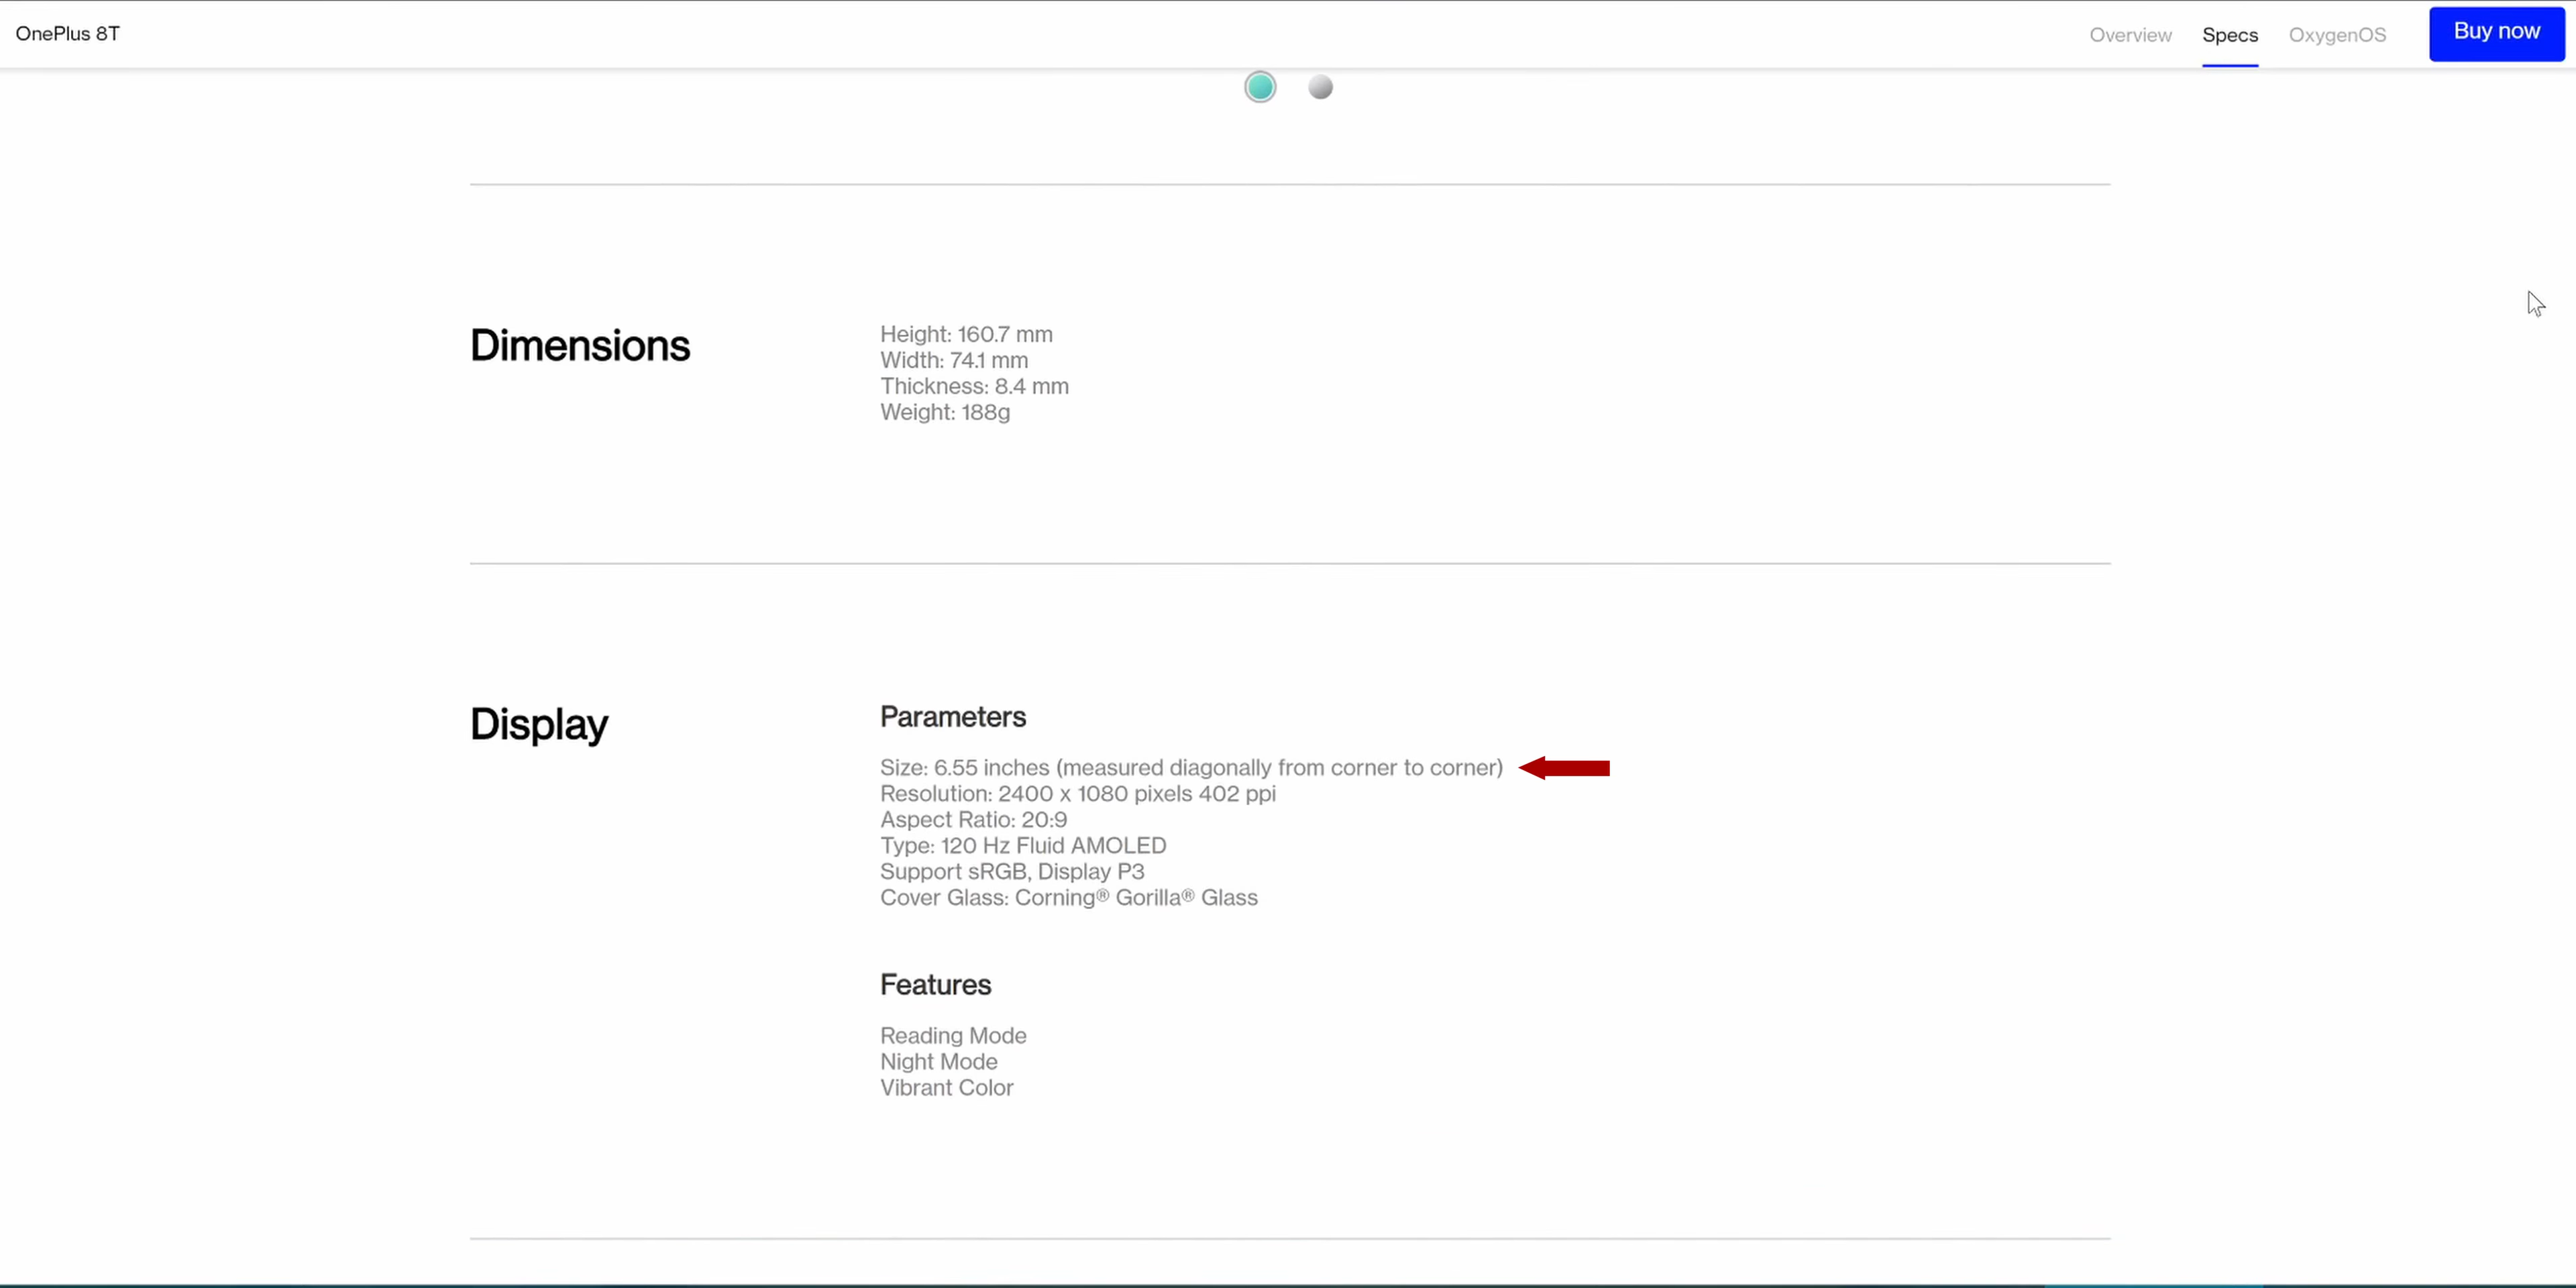 OnePlus 8T
Overview
Specs
OxygenOS
Buy now
Dimensions
Height: 160.7 mm
Width: 74.1 mm
Thickness: 8.4 mm
Weight: 188g
Display
Parameters
Size: 6.55 inches (measured diagonally from corner to corner)
Resolution: 2400 x 1080 pixels 402 ppi
Aspect Ratio: 20:9
Type: 120 Hz Fluid AMOLED
Support sRGB, Display P3
Cover Glass: Corning® Gorilla® Glass
Features
Reading Mode
Night Mode
Vibrant Color